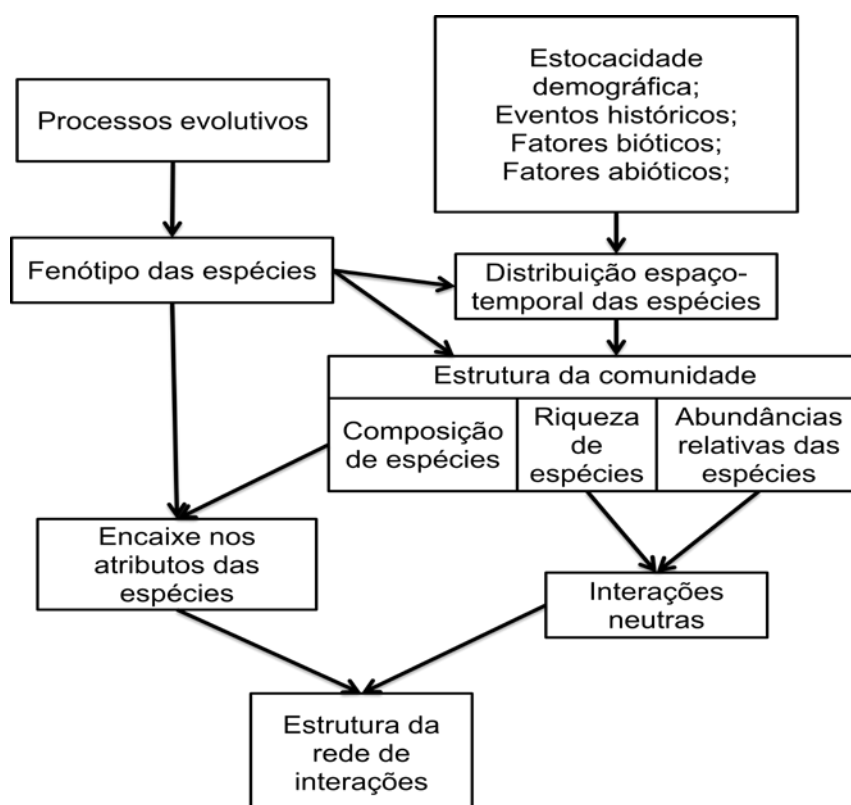 Estocacidade
demográfica;
Eventos históricos;
Fatores bióticos;
Fatores abióticos;
Processos evolutivos
Fenótipo das espécies
Distribuição espaço-
temporal das espécies
Estrutura da comunidade
Composição
de espécies
Riqueza
de
espécies
Abundâncias
relativas das
espécies
Encaixe nos
atributos das
espécies
Interações
neutras
Estrutura da
rede de
interações